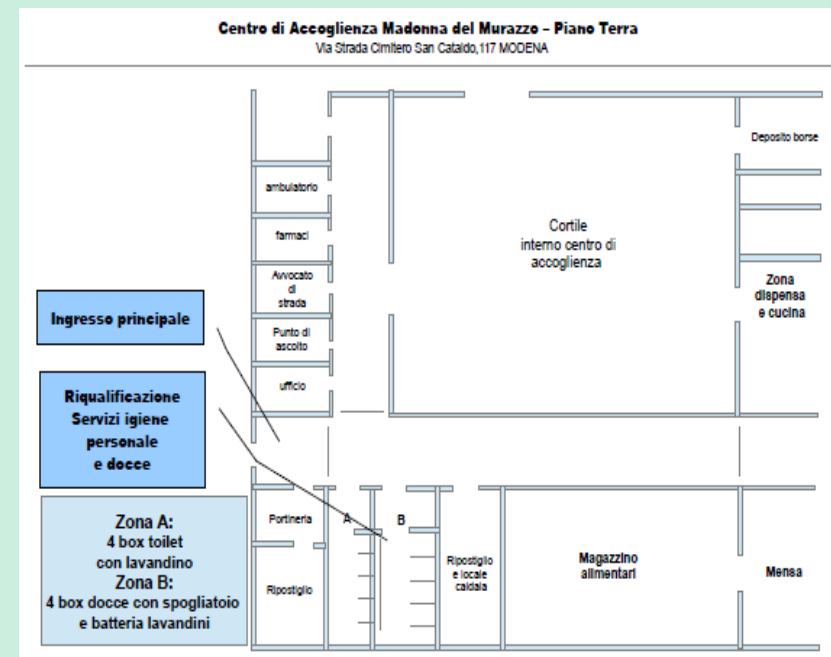 Centro di Accoglienza Madonna del Murazzo – Piano Terra
Via Strada Cimitero San Cataldo,117 MODENA
Deposito borse
ambulatorio
farmaci
Cortile
interno centro di
accoglienza
Avvocato
di
strada
Zona
dispensa
e cucina
Ingresso principale
Punto di
ascolto
ufficio
Riqualificazione
Servizi igiene
personale
e docce
Zona A:
4 box toilet
con lavandino
Zona B:
4 box docce con spogliatoio
e batteria lavandini
Portineria
A
B
Ripostiglio
Ripostiglio
e locale
caldaia
Magazzino
alimentari
Mensa